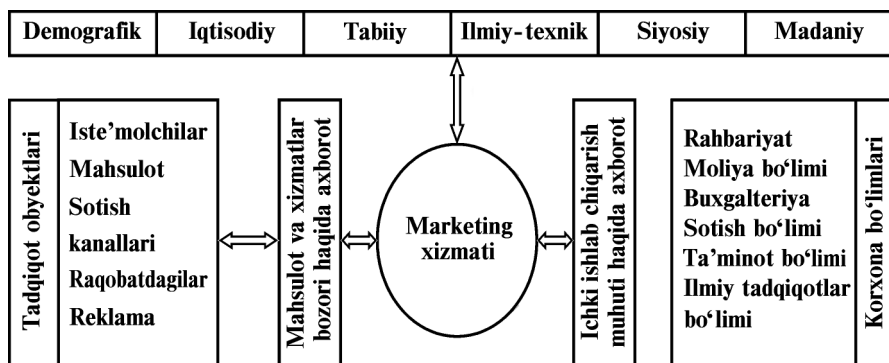 Demografik
Iqtisodiy
Tabiiy
Ilmiy-texnik
Siyosiy
Madaniy
Tadqiqot obyektlari
Iste’molchilar
Mahsulot
Sotish
kanallari
Raqobatdagilar
Reklama
Mahsulot va xizmatlar
bozori haqida axborot
Marketing
xizmati
Ichki ishlab chiqarish
muhuti haqida axborot
Rahbariyat
Moliya bo‘limi
Buxgalteriya
Sotish bo‘limi
Ta’minot bo‘limi
Ilmiy tadqiqotlar
bo‘limi
Korxona bo‘limlari